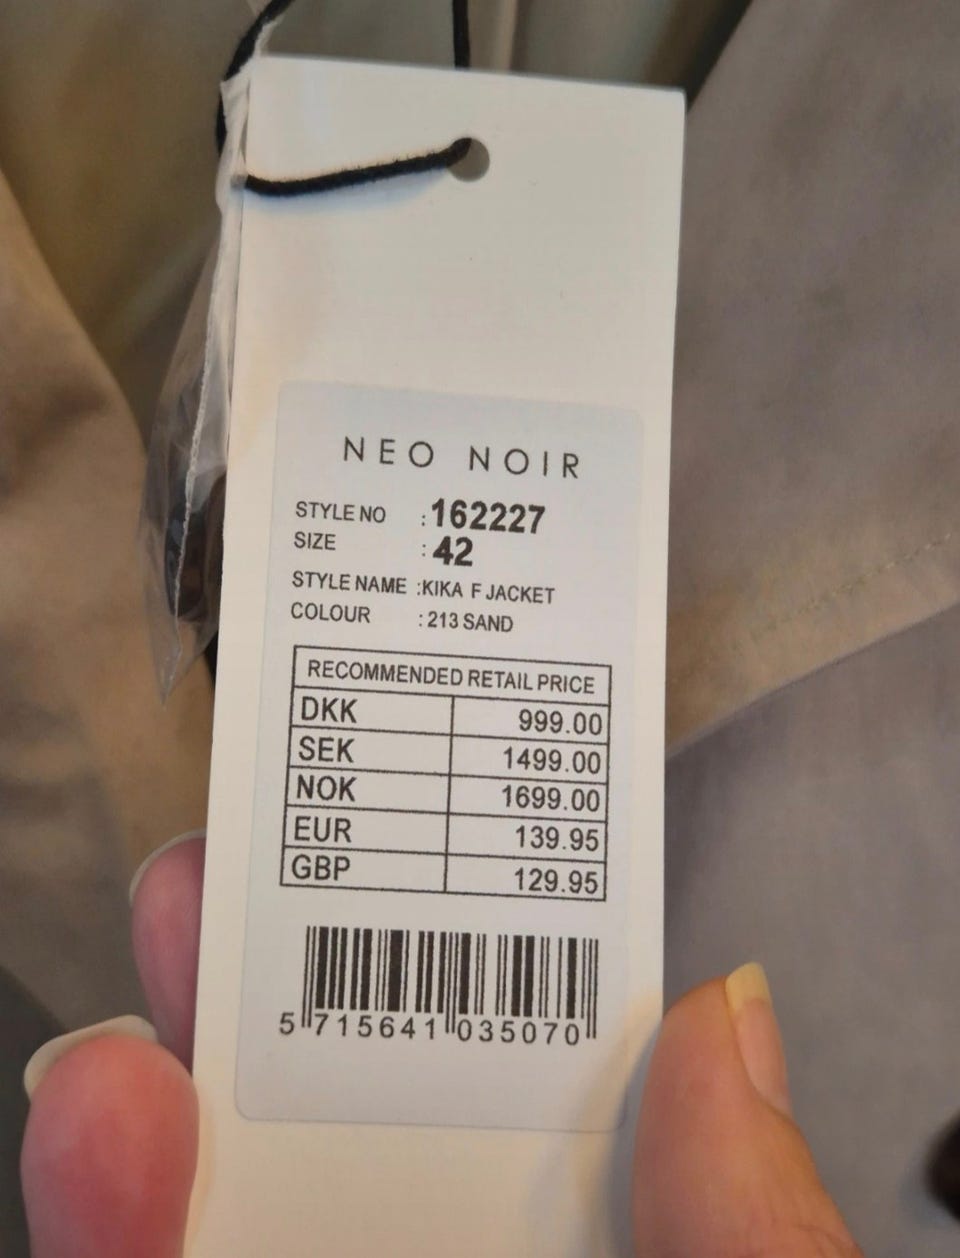 NEO NOIR
STYLE NO : 162227
SIZE : 42
STYLE NAME : KIKA F JACKET
COLOUR : 213 SAND
RECOMMENDED RETAIL PRICE
DKK 999.00
SEK 1499.00
NOK 1699.00
EUR 139.95
GBP 129.95
5 715641 035070